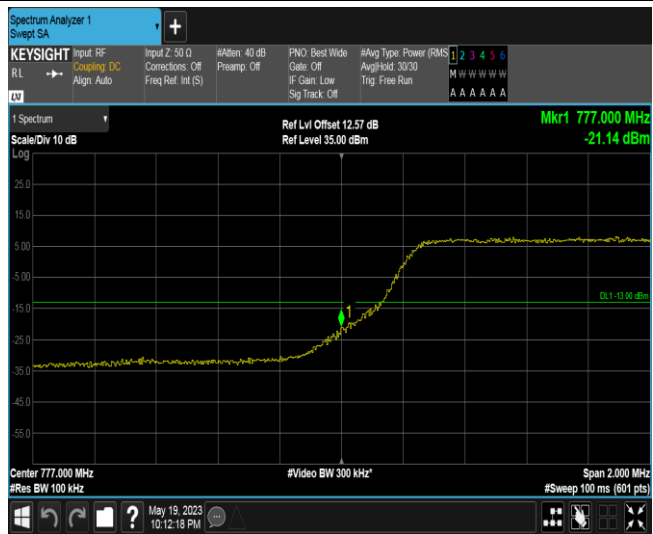 Spectrum Analyzer 1
Swept SA
KEYSIGHT
RL
LXI
Input: RF
Coupling: DC
Align: Auto
Input Z: 50 Ω
Corrections: Off
Freq Ref: Int (S)
#Atten: 40 dB
Preamp: Off
PNO: Best Wide
Gate: Off
IF Gain: Low
Sig Track: Off
#Avg Type: Power (RMS
Avg|Hold: 30/30
Trig: Free Run
1 2 3 4 5 6
M W W W W W
A A A A A A
1 Spectrum
Scale/Div 10 dB
Log
Ref Lvl Offset 12.57 dB
Ref Level 35.00 dBm
Mkr1 777.000 MHz
-21.14 dBm
25.0
15.0
5.00
-5.00
-15.0
-25.0
-35.0
-45.0
-55.0
DL1 -13.00 dBm
1
Center 777.000 MHz
#Res BW 100 kHz
#Video BW 300 kHz*
Span 2.000 MHz
#Sweep 100 ms (601 pts)
?
May 19, 2023
10:12:18 PM